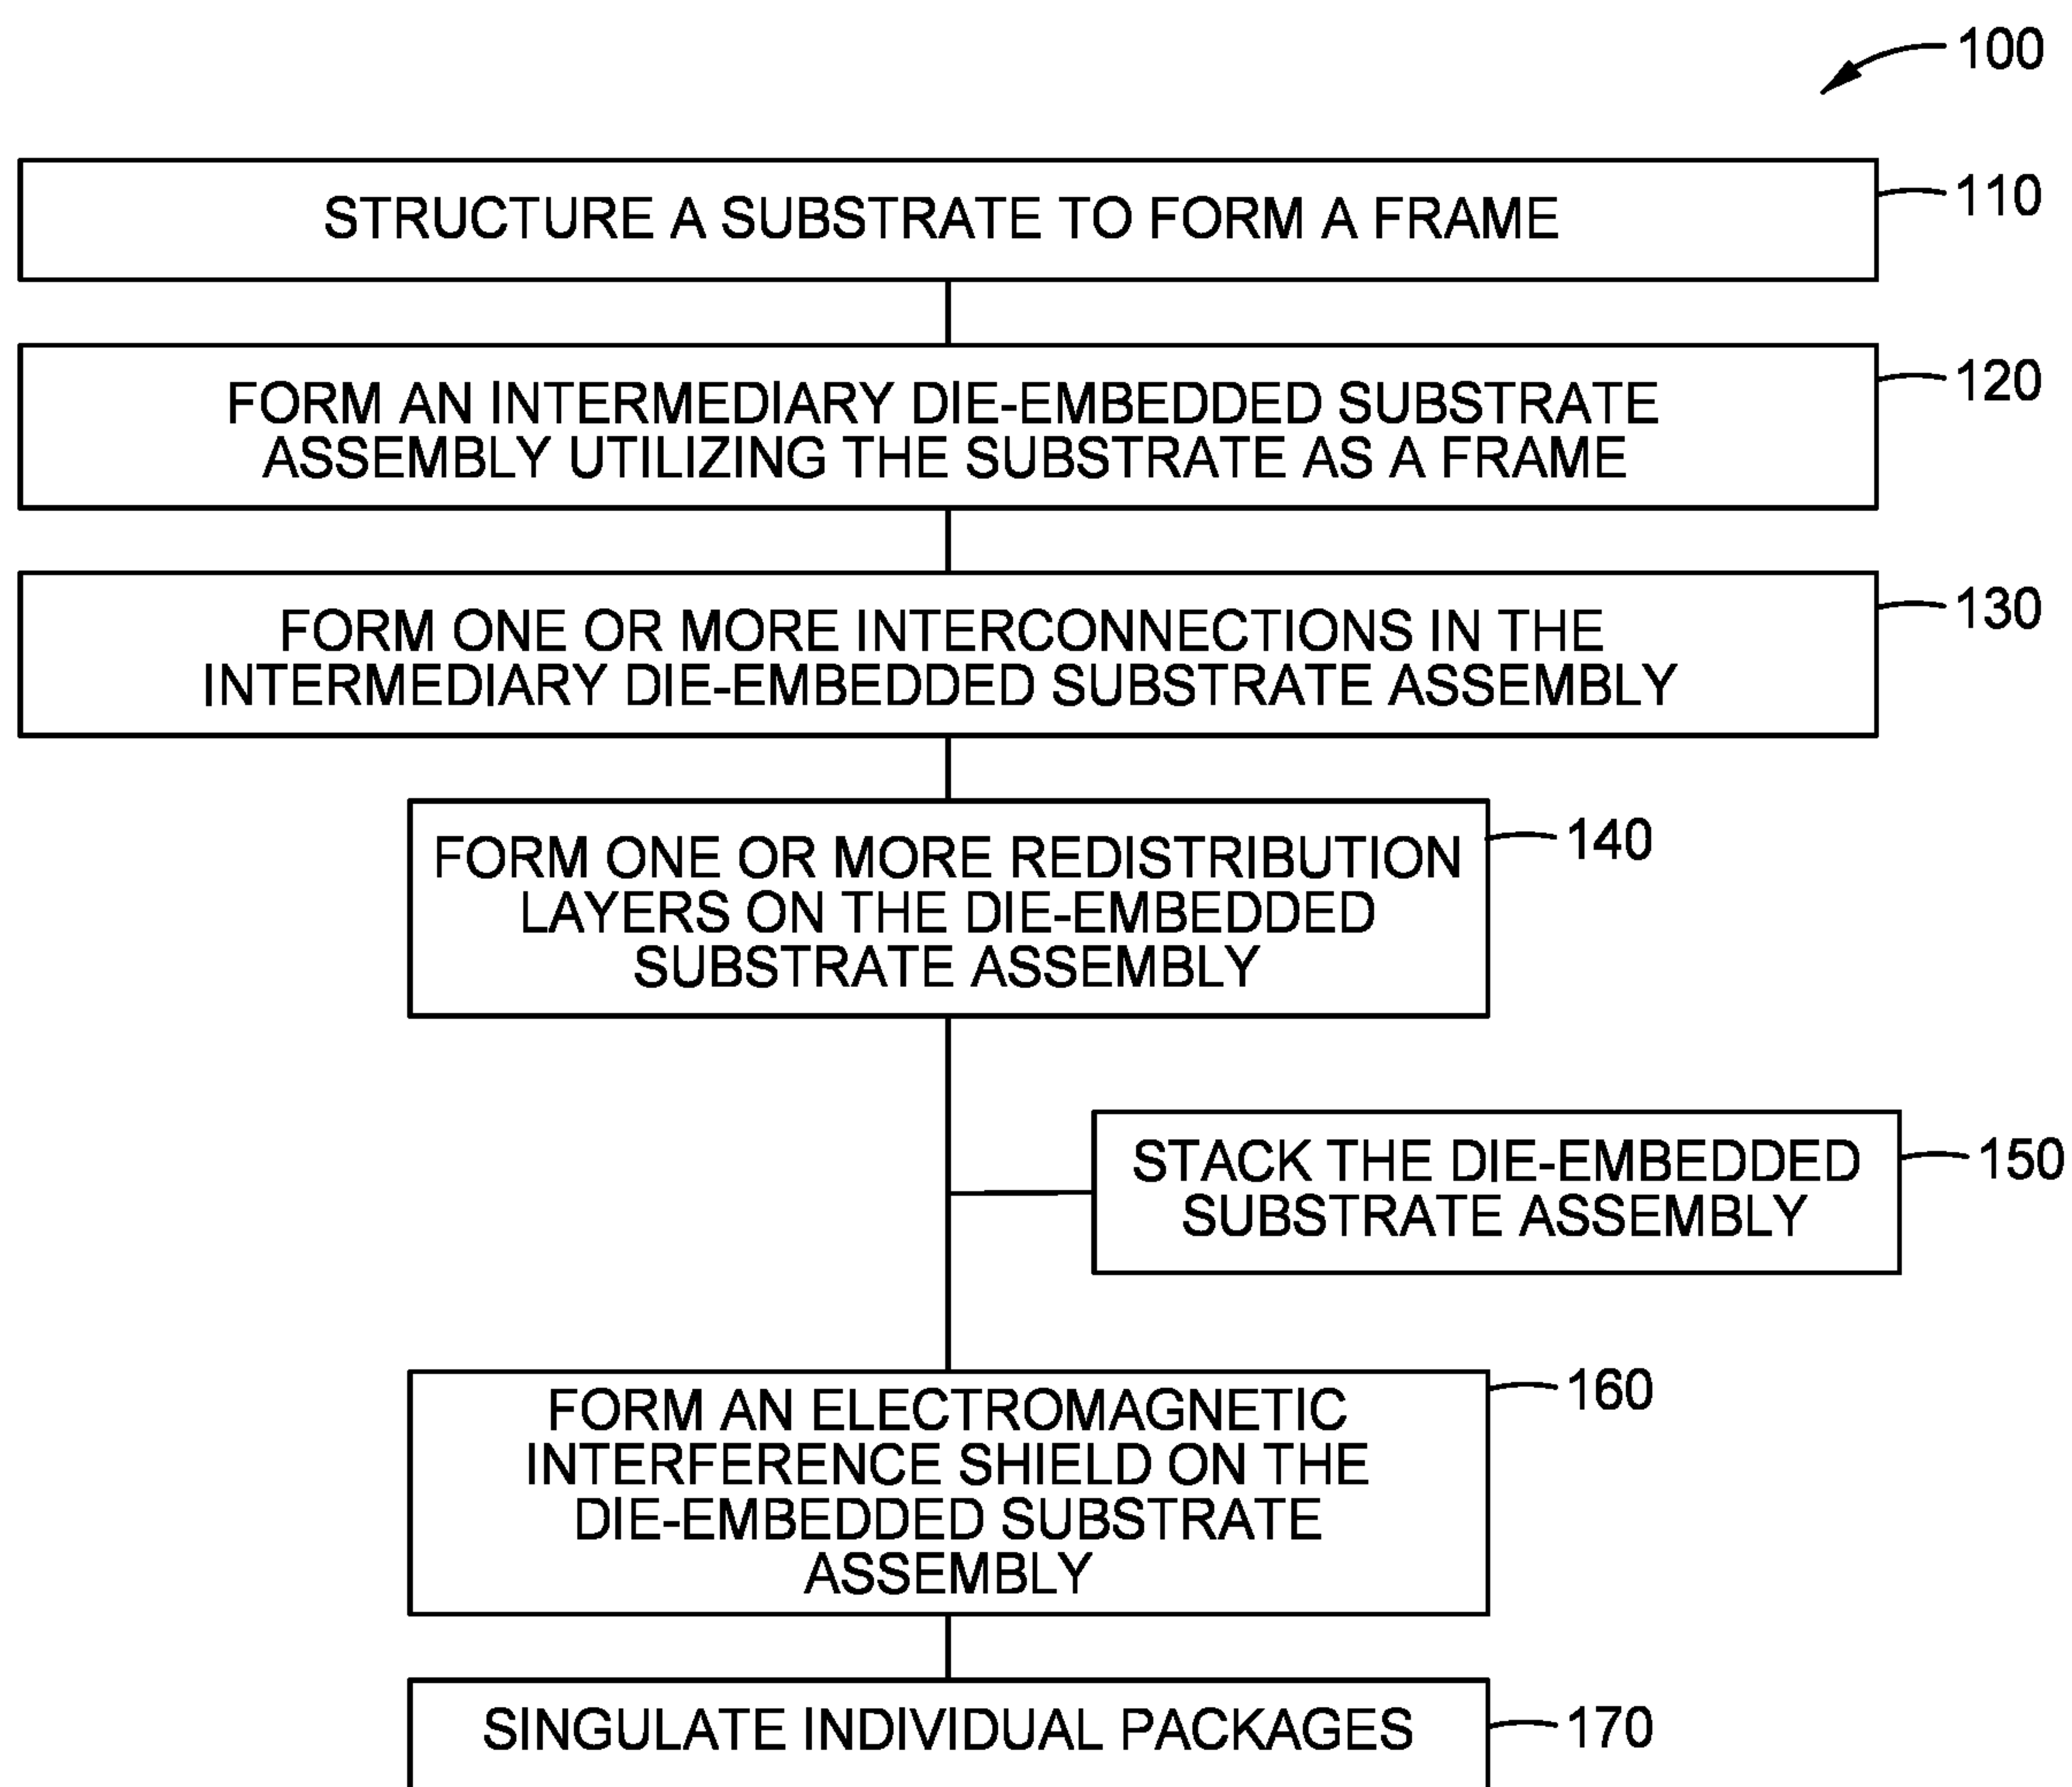 100
STRUCTURE A SUBSTRATE TO FORM A FRAME
110
FORM AN INTERMEDIARY DIE-EMBEDDED SUBSTRATE
ASSEMBLY UTILIZING THE SUBSTRATE AS A FRAME
120
FORM ONE OR MORE INTERCONNECTIONS IN THE
INTERMEDIARY DIE-EMBEDDED SUBSTRATE ASSEMBLY
130
FORM ONE OR MORE REDISTRIBUTION
LAYERS ON THE DIE-EMBEDDED
SUBSTRATE ASSEMBLY
140
STACK THE DIE-EMBEDDED
SUBSTRATE ASSEMBLY
150
FORM AN ELECTROMAGNETIC
INTERFERENCE SHIELD ON THE
DIE-EMBEDDED SUBSTRATE
ASSEMBLY
160
SINGULATE INDIVIDUAL PACKAGES
170